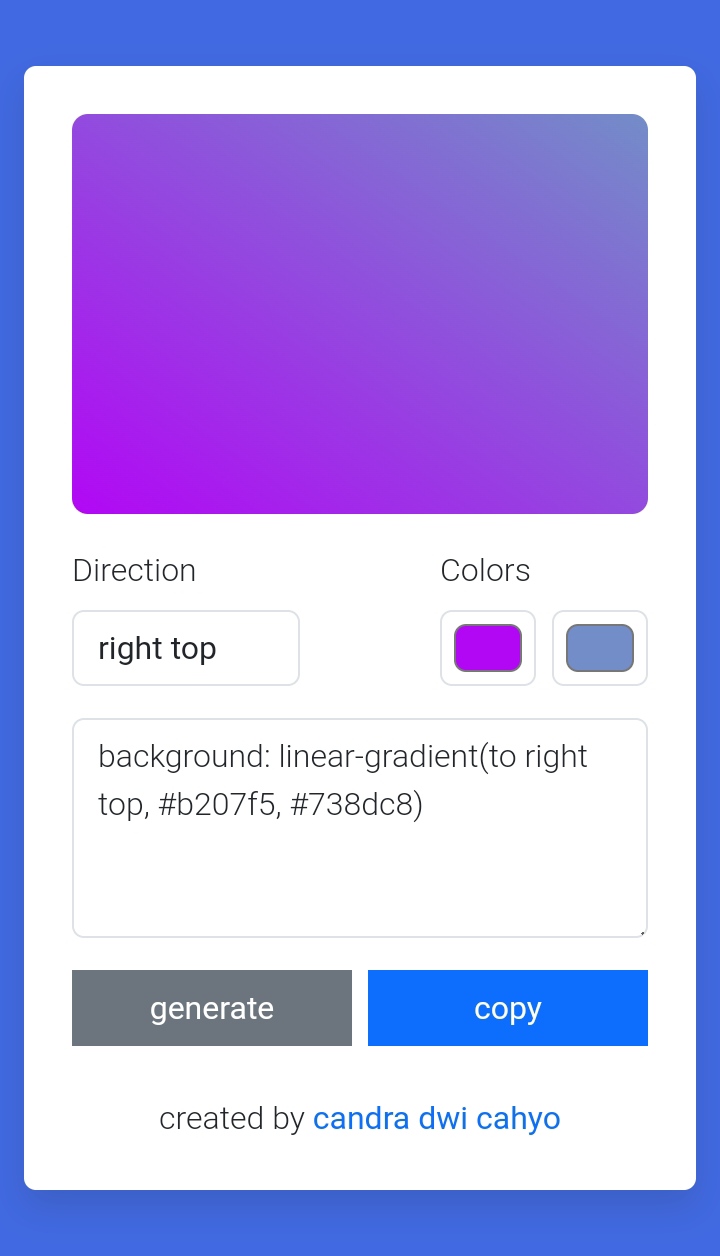 Direction
Colors
right top
background: linear-gradient(to right
top, #b207f5, #738dc8)
generate
copy
created by candra dwi cahyo